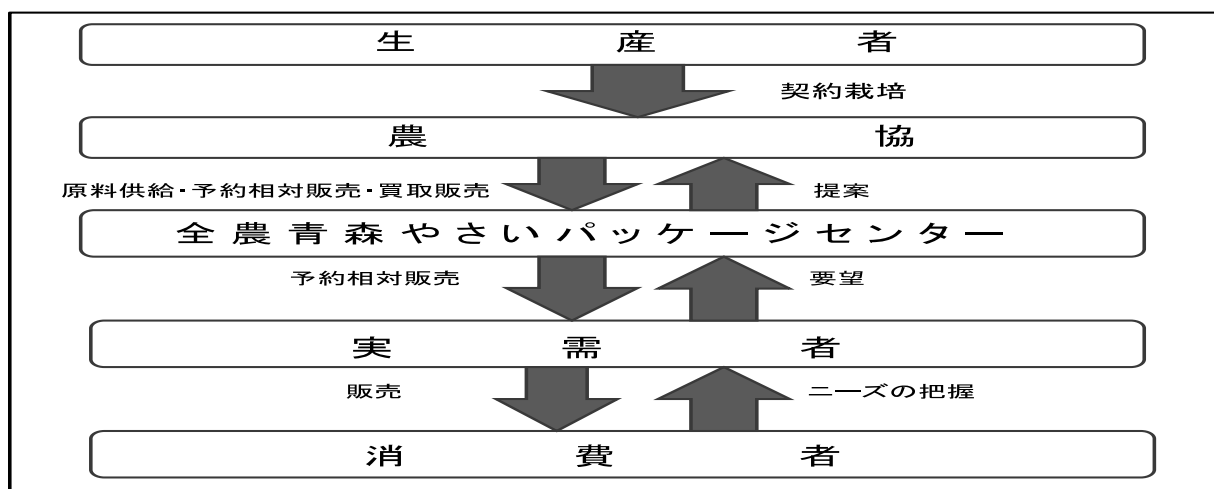 生産者
契約栽培
農協
原料供給・予約相対販売・買取販売
提案
全農青森やさいパッケージセンター
予約相対販売
要望
実需者
販売
ニーズの把握
消費者